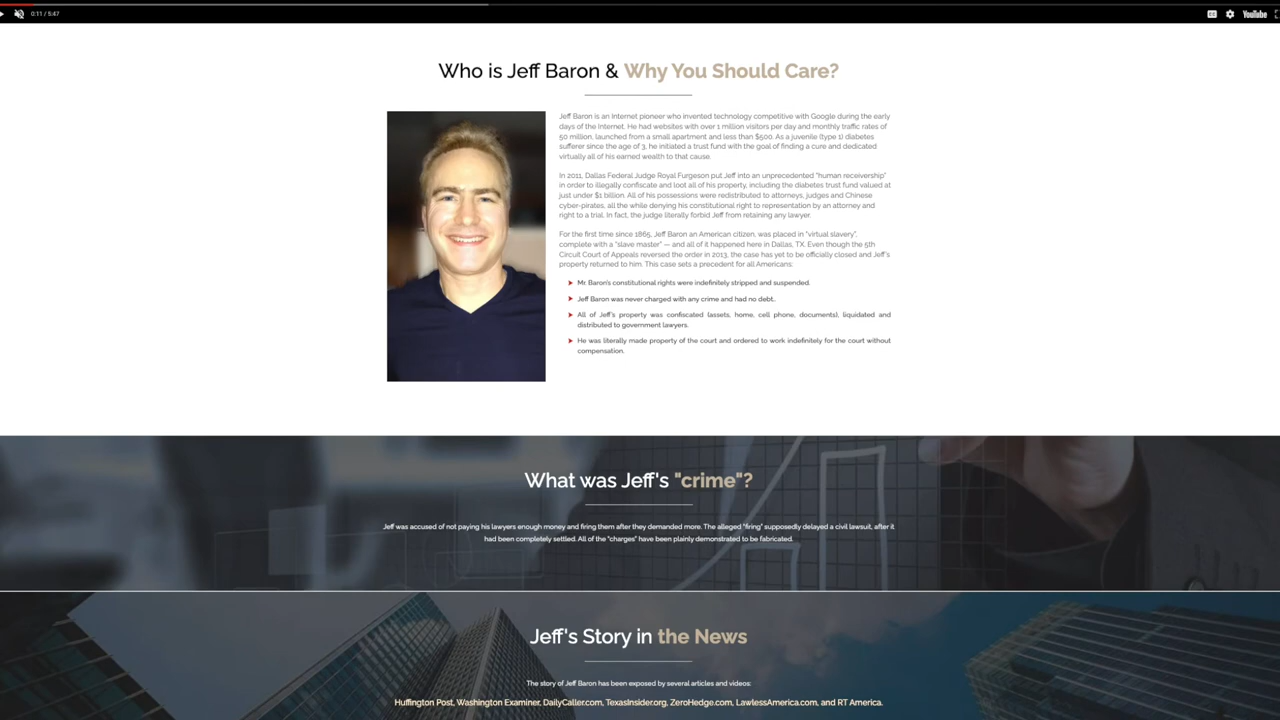 0:11 / 5:47
CC
YouTube
Who is Jeff Baron & Why You Should Care?
Jeff Baron is an Internet pioneer who invented technology competitive with Google during the early
days of the Internet. He had websites with over 1 million visitors per day and monthly traffic rates of
50 million, launched from a small apartment and less than $500. As a juvenile (type 1) diabetes
sufferer since the age of 3, he initiated a trust fund with the goal of finding a cure and dedicated
virtually all of his earned wealth to that cause.
In 2011, Dallas Federal Judge Royal Furgeson put Jeff into an unprecedented "human receivership"
in order to illegally confiscate and loot all of his property, including the diabetes trust fund valued at
just under $1 billion. All of his possessions were redistributed to attorneys, judges and Chinese
cyber-pirates, all the while denying his constitutional right to representation by an attorney and
right to a trial. In fact, the judge literally forbid Jeff from retaining any lawyer.
For the first time since 1865, Jeff Baron an American citizen, was placed in "virtual slavery",
complete with a "slave master" — and all of it happened here in Dallas, TX. Even though the 5th
Circuit Court of Appeals reversed the order in 2013, the case has yet to be officially closed and Jeff's
property returned to him. This case sets a precedent for all Americans:
Mr. Baron's constitutional rights were indefinitely stripped and suspended.
Jeff Baron was never charged with any crime and had no debt..
All of Jeff's property was confiscated (assets, home, cell phone, documents), liquidated and
distributed to government lawyers.
He was literally made property of the court and ordered to work indefinitely for the court without
compensation.
What was Jeff's "crime"?
Jeff was accused of not paying his lawyers enough money and firing them after they demanded more. The alleged "firing" supposedly delayed a civil lawsuit, after it
had been completely settled. All of the "charges" have been plainly demonstrated to be fabricated.
Jeff's Story in the News
The story of Jeff Baron has been exposed by several articles and videos:
Huffington Post, Washington Examiner, DailyCaller.com, TexasInsider.org, ZeroHedge.com, LawlessAmerica.com, and RT America.